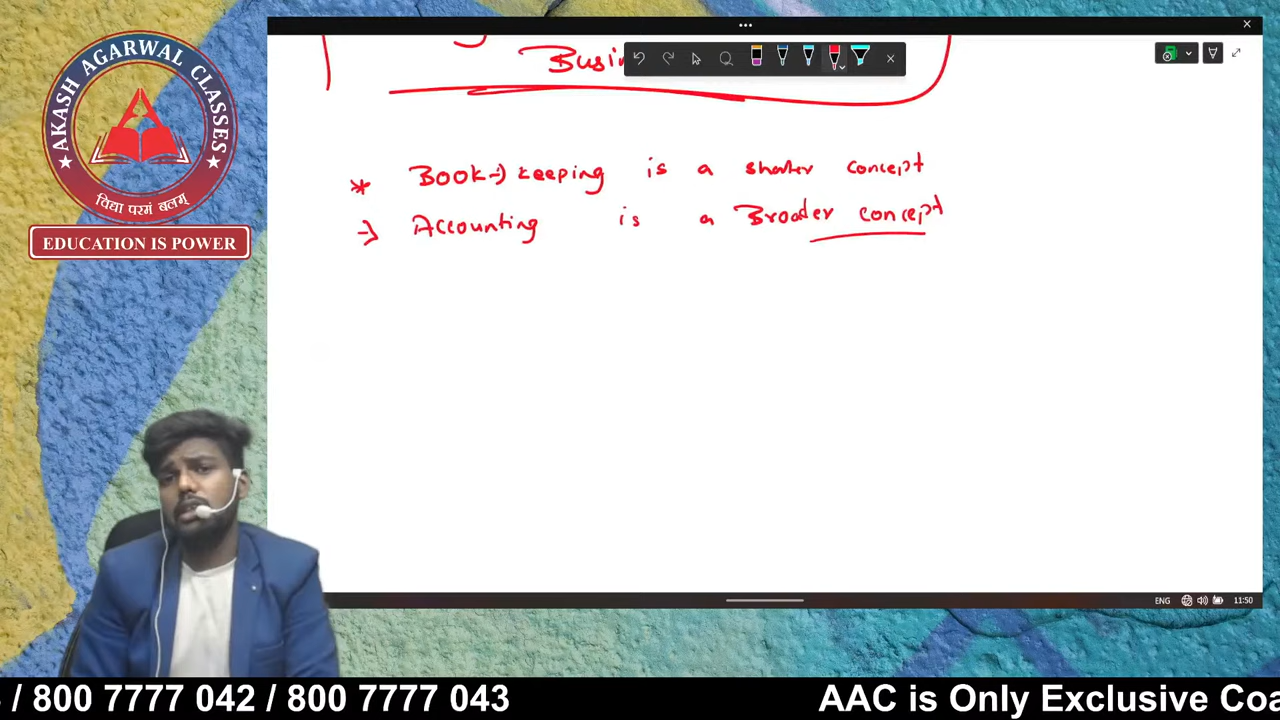 AKASH AGARWAL CLASSES
विद्या परमं बलम्
EDUCATION IS POWER
Busi
* Book-) keeping is a shorter concept
→ Accounting is a Broader concept
ENG 11:50
/ 800 7777 042 / 800 7777 043
AAC is Only Exclusive Coa